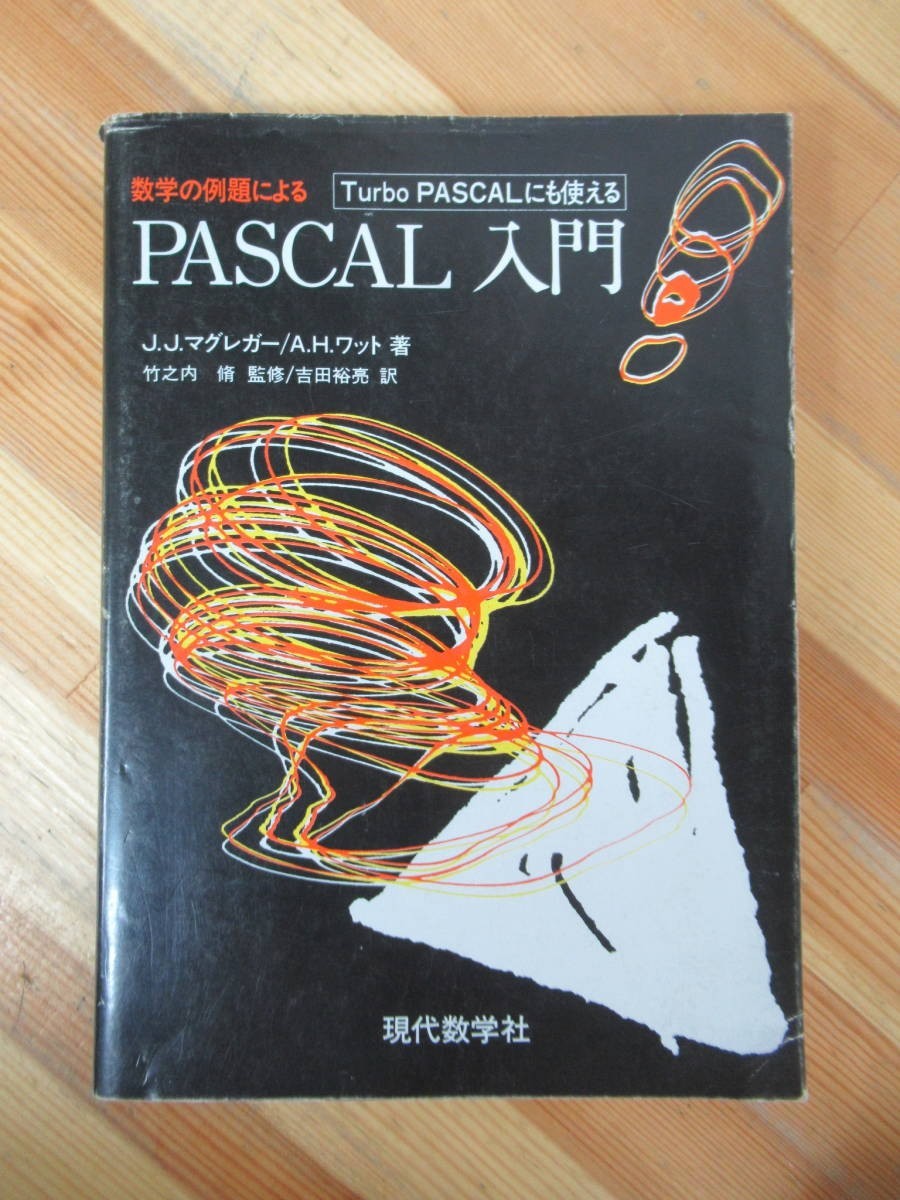 数学の例題による Turbo PASCALにも使える
PASCAL 入門
J.J.マグレガー/A.H.ワット 著
竹之内 脩 監修/吉田裕亮 訳
現代数学社